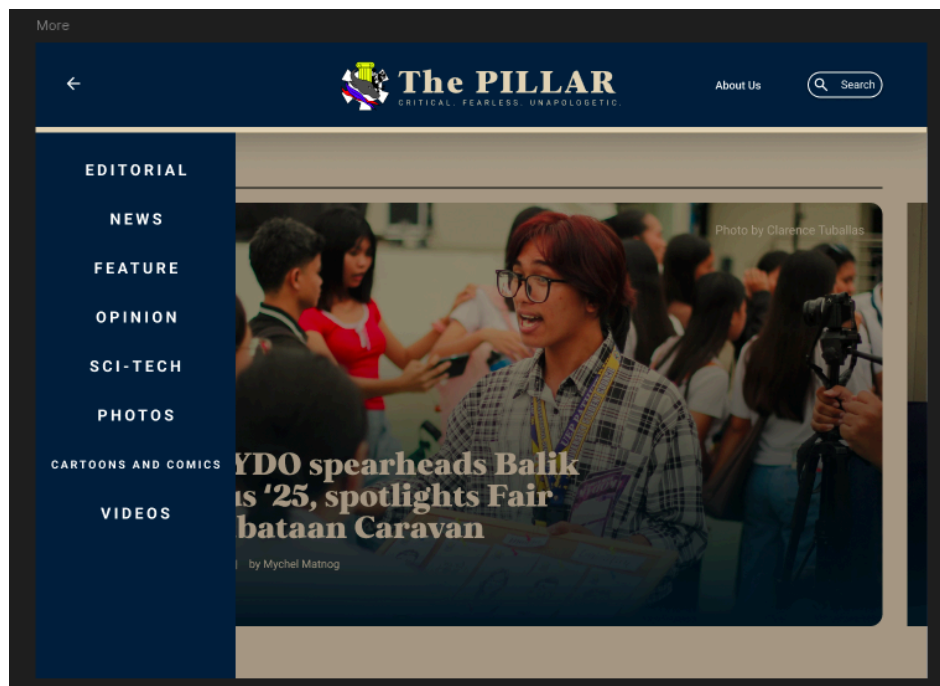 More
The PILLAR
CRITICAL. FEARLESS. UNAPOLOGETIC.
About Us
Search
EDITORIAL
NEWS
FEATURE
OPINION
SCI-TECH
PHOTOS
CARTOONS AND COMICS
VIDEOS
Photo by Clarence Tuballas
YDO spearheads Balik
us '25, spotlights Fair
bataan Caravan
| by Mychel Matnog